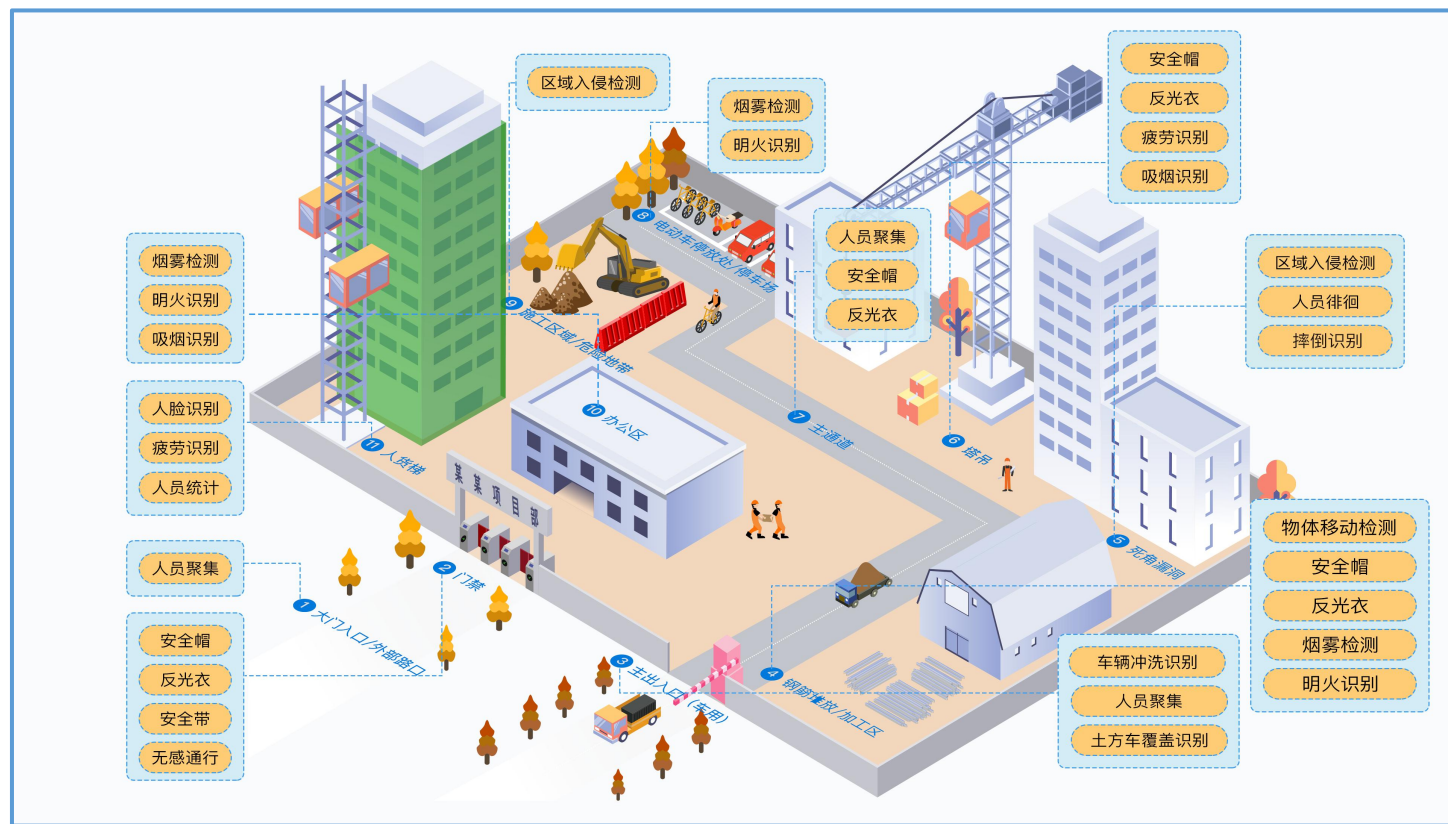 区域入侵检测
烟雾检测
明火识别
安全帽
反光衣
疲劳识别
吸烟识别
人员聚集
安全帽
反光衣
烟雾检测
明火识别
吸烟识别
区域入侵检测
人员徘徊
摔倒识别
人脸识别
疲劳识别
人员统计
人员聚集
安全帽
反光衣
安全带
无感通行
物体移动检测
安全帽
反光衣
烟雾检测
明火识别
车辆冲洗识别
人员聚集
土方车覆盖识别
8 电动车停放处/停车场
9 施工区域/危险地带
10 办公区
7 主通道
6 塔吊
11 人货梯
某某项目部
5 死角漏洞
2 门禁
1 大门入口/外部路口
3 主出入口（车用）
4 钢筋堆放/加工区